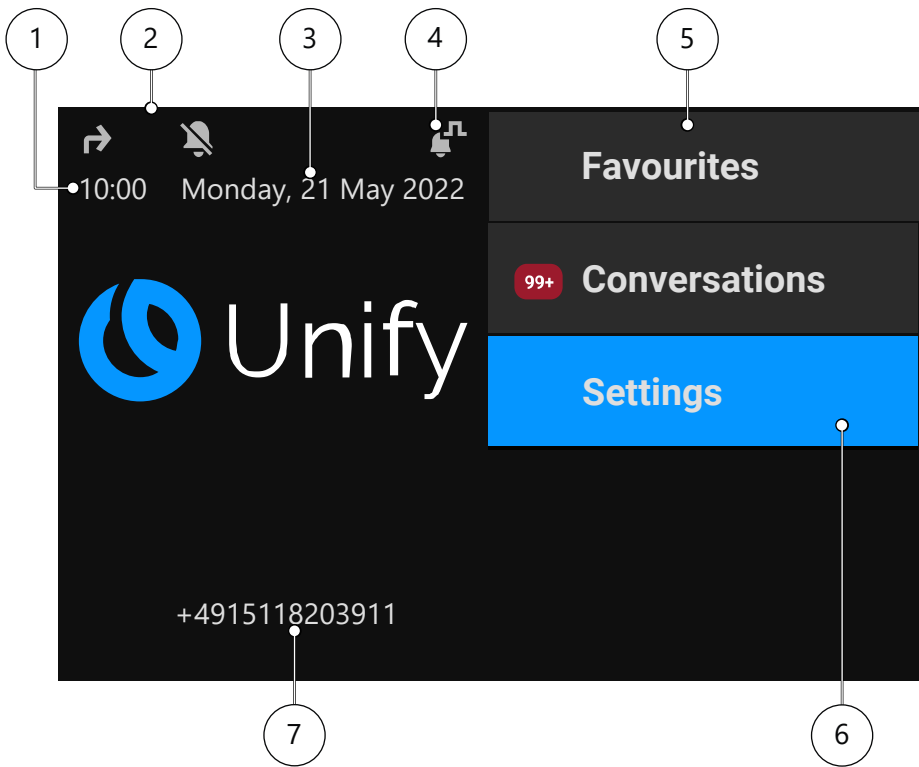 1 2 3 4 5
Favourites
10:00 Monday, 21 May 2022
99+ Conversations
Unify
Settings
+4915118203911
7 6